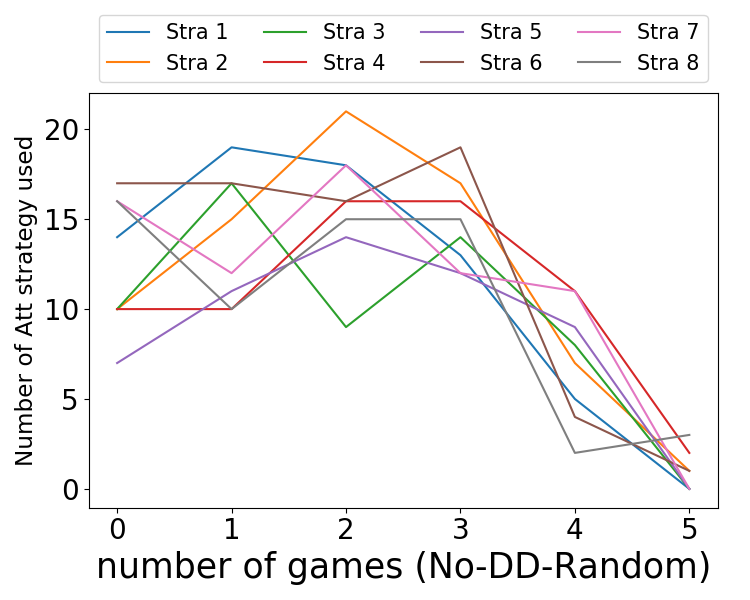 Stra 1 Stra 3 Stra 5 Stra 7
Stra 2 Stra 4 Stra 6 Stra 8
Number of Att strategy used
20
15
10
5
0
0 1 2 3 4 5
number of games (No-DD-Random)